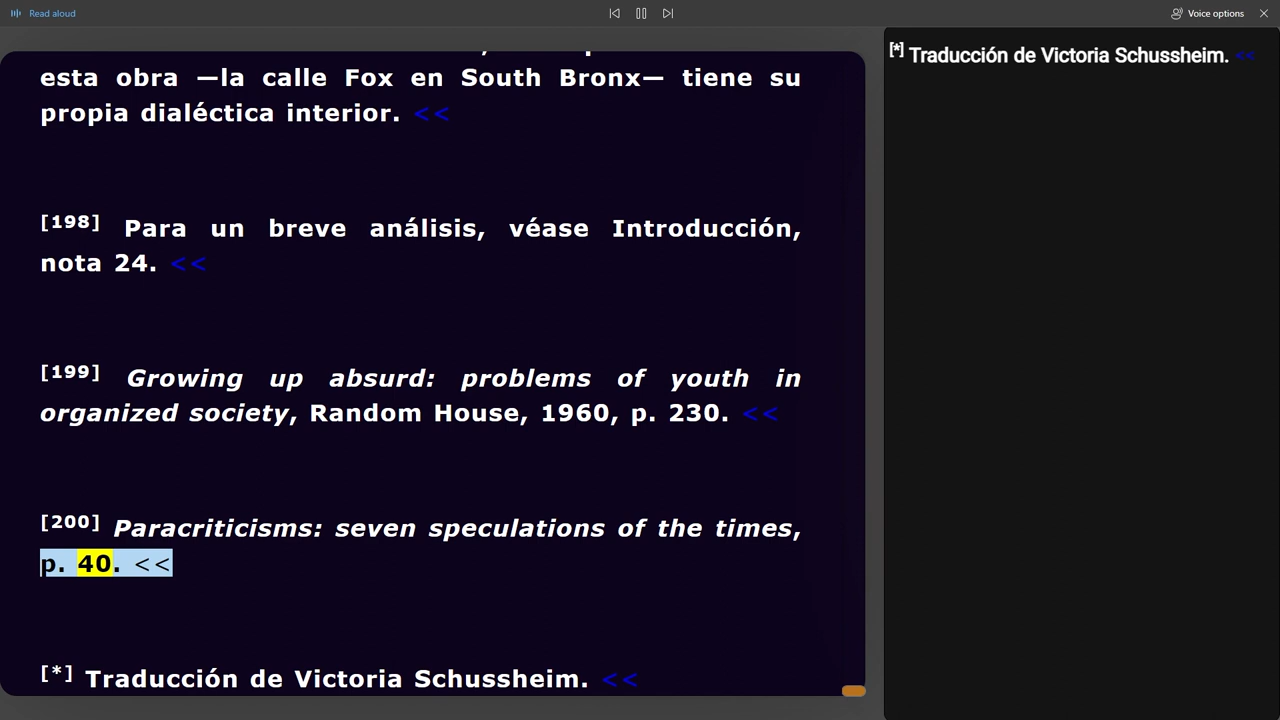 Read aloud
Voice options
esta obra —la calle Fox en South Bronx— tiene su
propia dialéctica interior. <<
[198] Para un breve análisis, véase Introducción,
nota 24. <<
[199] Growing up absurd: problems of youth in
organized society, Random House, 1960, p. 230. <<
[200] Paracriticisms: seven speculations of the times,
p. 40. <<
[*] Traducción de Victoria Schussheim. <<
[*] Traducción de Victoria Schussheim. <<